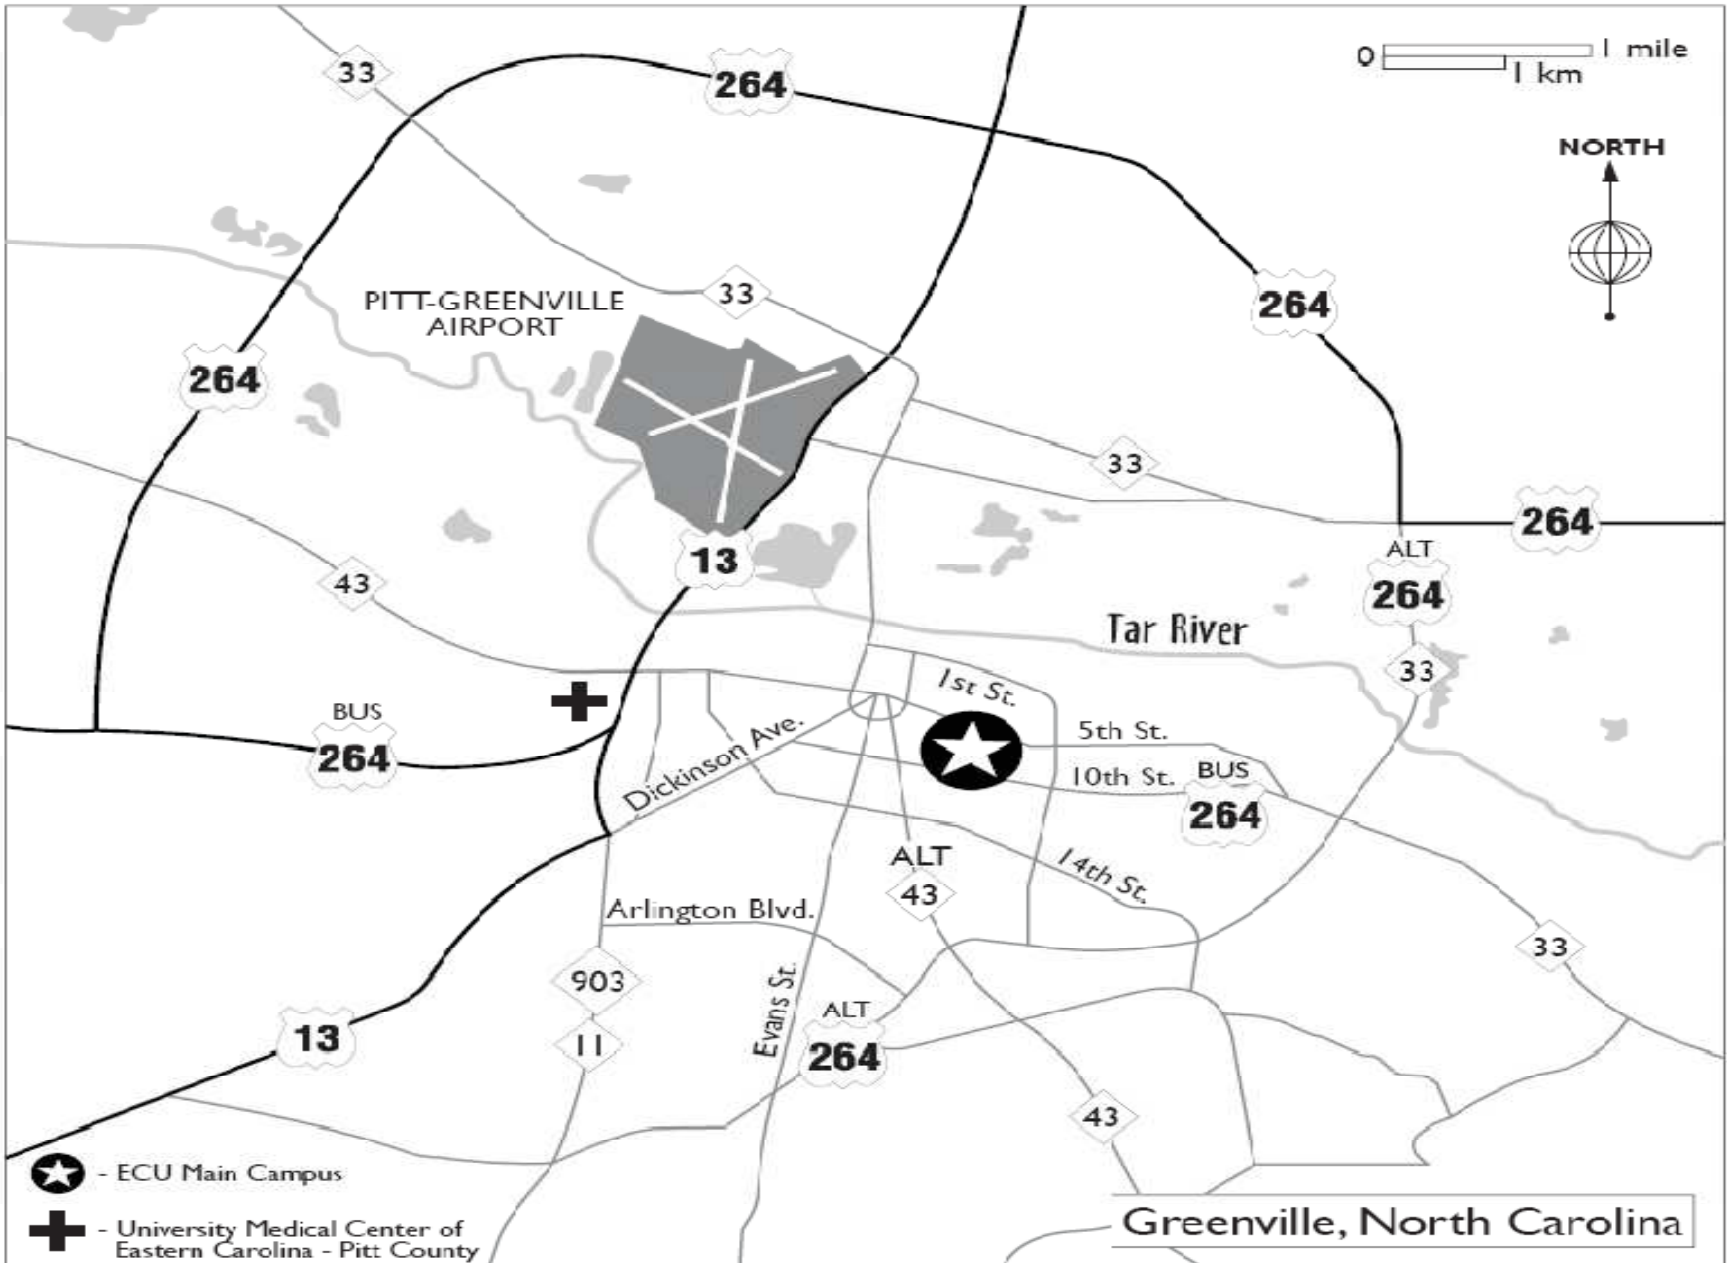 33
264
0
1 mile
1 km
NORTH
33
264
PITT-GREENVILLE
AIRPORT
264
33
264
ALT
264
13
43
Tar River
33
1st St.
BUS
264
5th St.
Dickinson Ave.
10th St.
BUS
264
ALT
43
14th St.
Arlington Blvd.
33
903
Evans St.
11
ALT
264
13
43
- ECU Main Campus
- University Medical Center of
Eastern Carolina - Pitt County
Greenville, North Carolina